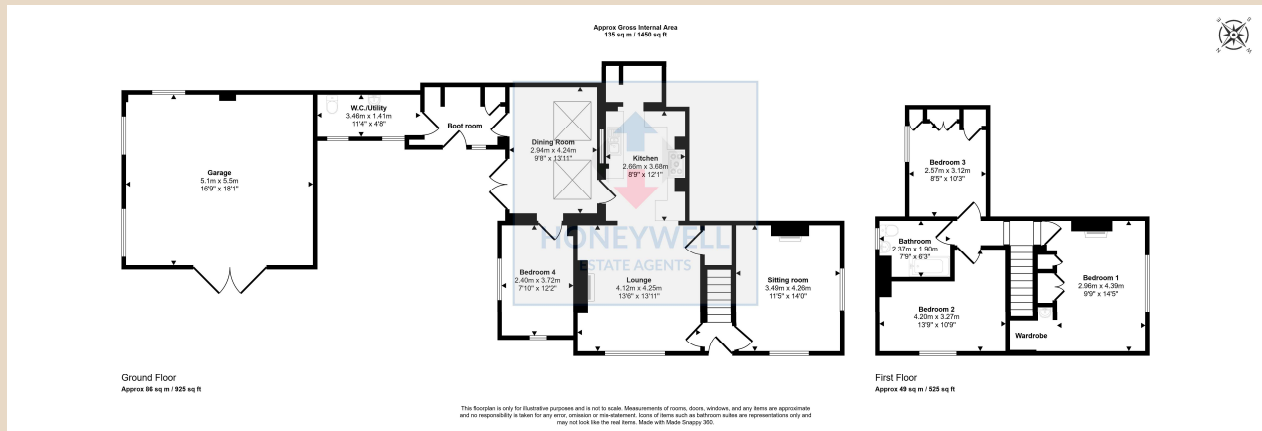 Approx Gross Internal Area
135 sq m / 1450 sq ft
Garage
5.1m x 5.5m
16'9" x 18'1"
W.C./Utility
3.46m x 1.41m
11'4" x 4'8"
Boot room
Dining Room
2.94m x 4.24m
9'8" x 13'11"
Kitchen
2.66m x 3.68m
8'9" x 12'1"
HONEYWELL
ESTATE AGENTS
Bedroom 4
2.40m x 3.72m
7'10" x 12'2"
Lounge
4.12m x 4.25m
13'6" x 13'11"
Sitting room
3.49m x 4.26m
11'5" x 14'0"
Bedroom 3
2.57m x 3.12m
8'5" x 10'3"
Bathroom
2.37m x 1.90m
7'9" x 6'3"
Bedroom 1
2.96m x 4.39m
9'9" x 14'5"
Bedroom 2
4.20m x 3.27m
13'9" x 10'9"
Wardrobe
Ground Floor
Approx 86 sq m / 925 sq ft
First Floor
Approx 49 sq m / 525 sq ft
This floorplan is only for illustrative purposes and is not to scale. Measurements of rooms, doors, windows, and any items are approximate
and no responsibility is taken for any error, omission or mis-statement. Icons of items such as bathroom suites are representations only and
may not look like the real items. Made with Made Snappy 360.